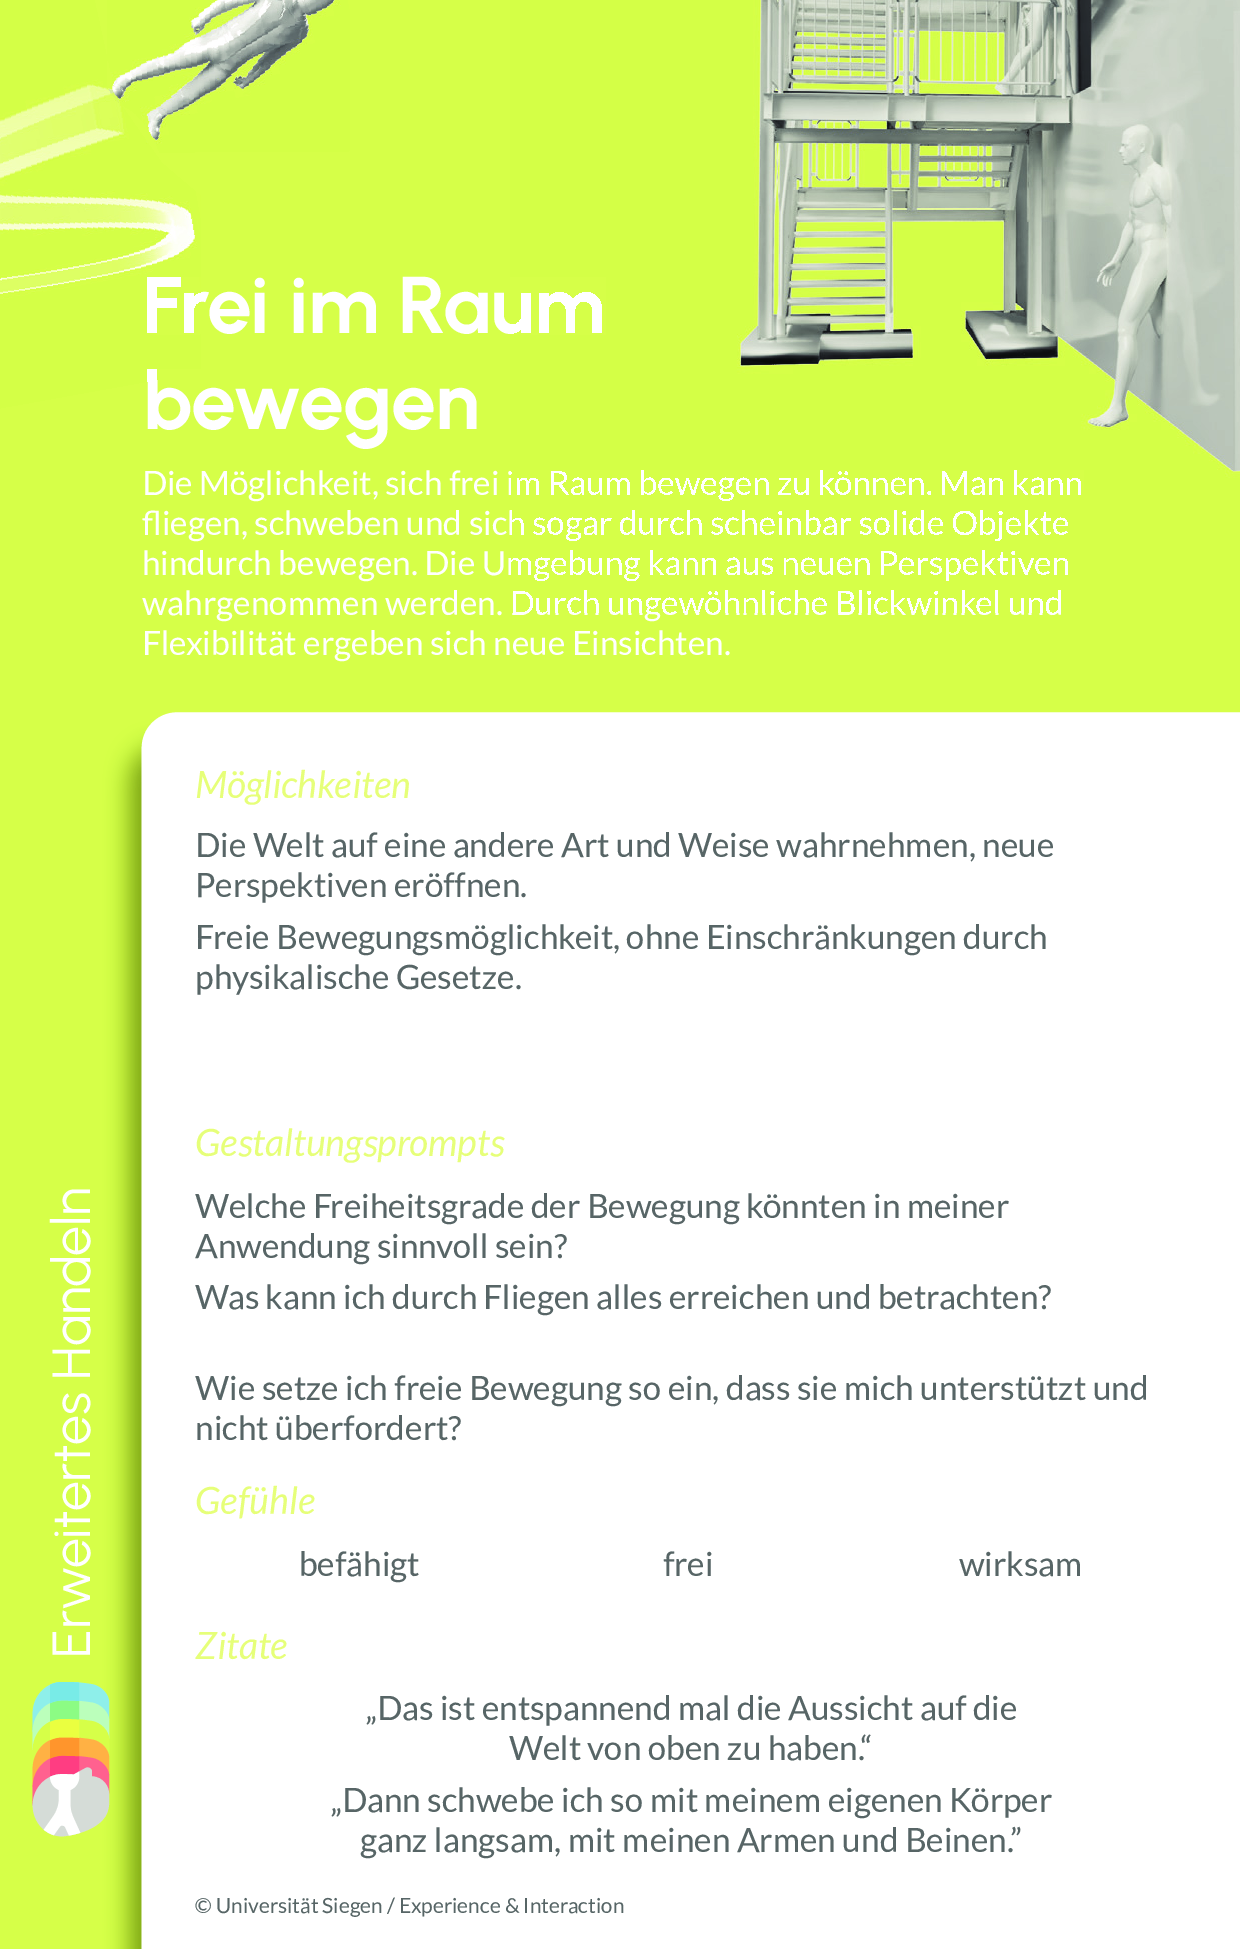 Frei im Raum
bewegen
Die Möglichkeit, sich frei im Raum bewegen zu können. Man kann
fliegen, schweben und sich sogar durch scheinbar solide Objekte
hindurch bewegen. Die Umgebung kann aus neuen Perspektiven
wahrgenommen werden. Durch ungewöhnliche Blickwinkel und
Flexibilität ergeben sich neue Einsichten.
Möglichkeiten
Die Welt auf eine andere Art und Weise wahrnehmen, neue
Perspektiven eröffnen.
Freie Bewegungsmöglichkeit, ohne Einschränkungen durch
physikalische Gesetze.
Gestaltungsprompts
Welche Freiheitsgrade der Bewegung könnten in meiner
Anwendung sinnvoll sein?
Was kann ich durch Fliegen alles erreichen und betrachten?
Wie setze ich freie Bewegung so ein, dass sie mich unterstützt und
nicht überfordert?
Gefühle
befähigt frei wirksam
Zitate
„Das ist entspannend mal die Aussicht auf die
Welt von oben zu haben.“
„Dann schwebe ich so mit meinem eigenen Körper
ganz langsam, mit meinen Armen und Beinen.”
© Universität Siegen / Experience & Interaction
Erweitertes Handeln